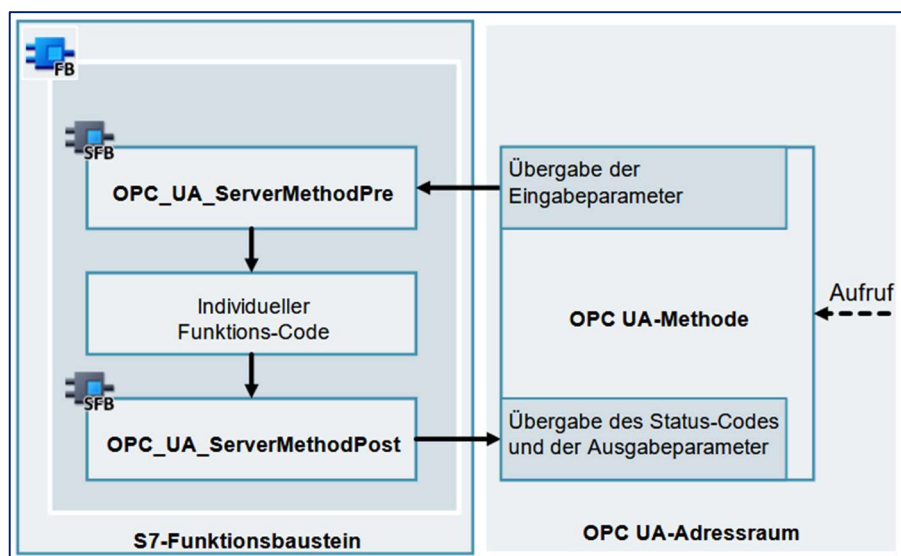 FB
SFB
OPC_UA_ServerMethodPre
Individueller
Funktions-Code
SFB
OPC_UA_ServerMethodPost
S7-Funktionsbaustein
Übergabe der
Eingabeparameter
OPC UA-Methode
Aufruf
Übergabe des Status-Codes
und der Ausgabeparameter
OPC UA-Adressraum